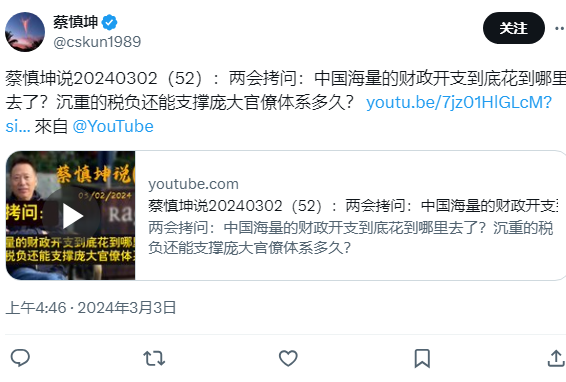 蔡慎坤
关注
@cskun1989
蔡慎坤说20240302（52）：两会拷问：中国海量的财政开支到底花到哪里
去了？沉重的税负还能支撑庞大官僚体系多久？ youtu.be/7jz01HlGLcM?
si... 來自 @YouTube
蔡慎坤说
03/02/2024
拷问：
量的财政开支到底花到哪
税负还能支撑庞大官僚体
youtube.com
蔡慎坤说20240302（52）：两会拷问：中国海量的财政开支
两会拷问：中国海量的财政开支到底花到哪里去了？沉重的税
负还能支撑庞大官僚体系多久？
上午4:46 · 2024年3月3日